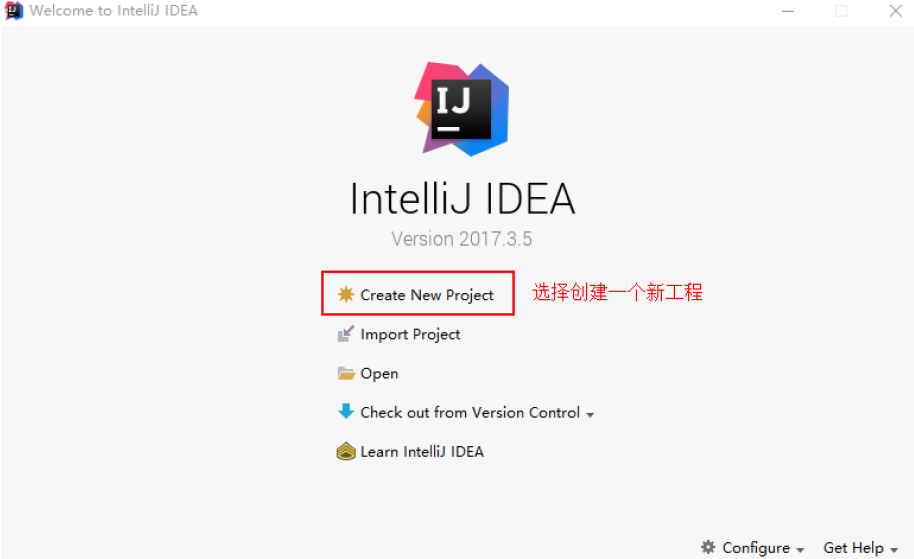 Welcome to IntelliJ IDEA
IJ
IntelliJ IDEA
Version 2017.3.5
Create New Project 选择创建一个新工程
Import Project
Open
Check out from Version Control
Learn IntelliJ IDEA
Configure Get Help